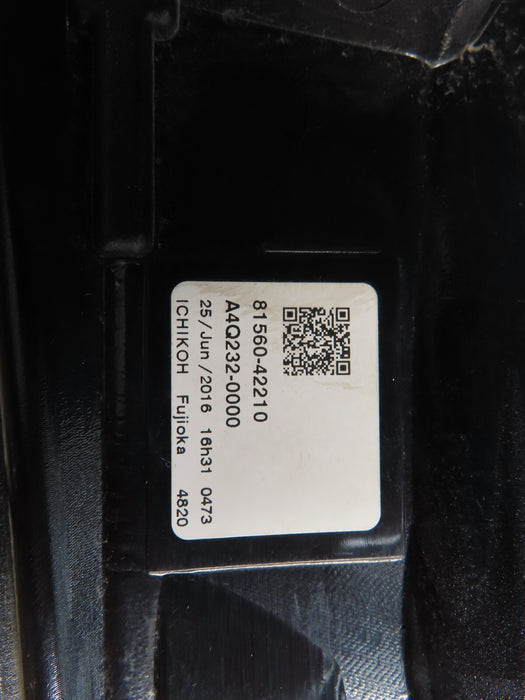 81560-42210
A4Q232-0000
25/Jun/2016 16h31 0473
ICHIKOH Fujioka 4820